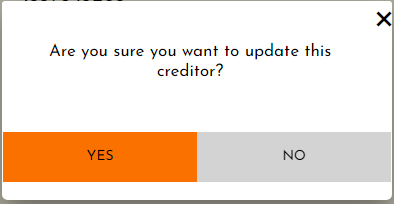 Are you sure you want to update this
creditor?
YES
NO